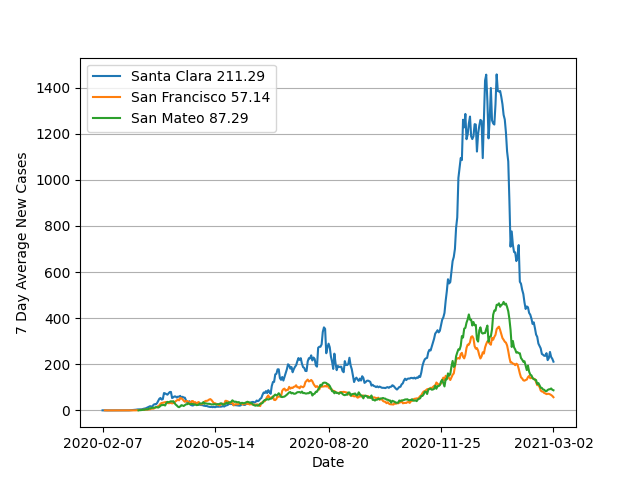 Santa Clara 211.29
San Francisco 57.14
San Mateo 87.29
7 Day Average New Cases
1400
1200
1000
800
600
400
200
0
2020-02-07 2020-05-14 2020-08-20 2020-11-25 2021-03-02
Date